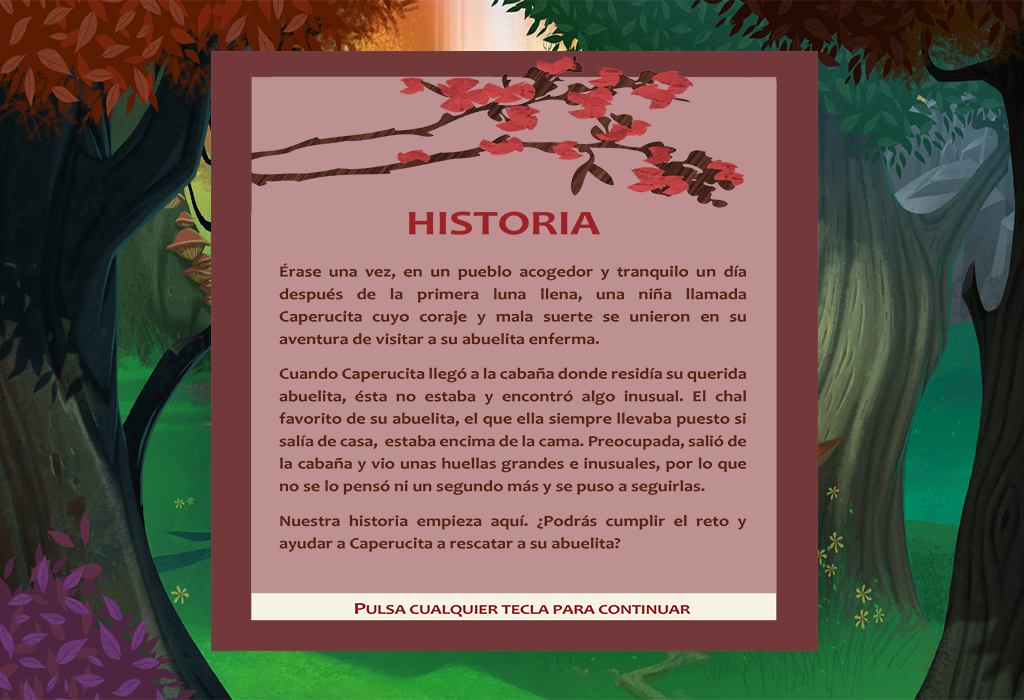 HISTORIA
Érase una vez, en un pueblo acogedor y tranquilo un día
después de la primera luna llena, una niña llamada
Caperucita cuyo coraje y mala suerte se unieron en su
aventura de visitar a su abuelita enferma.
Cuando Caperucita llegó a la cabaña donde residía su querida
abuelita, ésta no estaba y encontró algo inusual. El chal
favorito de su abuelita, el que ella siempre llevaba puesto si
salía de casa, estaba encima de la cama. Preocupada, salió de
la cabaña y vio unas huellas grandes e inusuales, por lo que
no se lo pensó ni un segundo más y se puso a seguirlas.
Nuestra historia empieza aquí. ¿Podrás cumplir el reto y
ayudar a Caperucita a rescatar a su abuelita?
PULSA CUALQUIER TECLA PARA CONTINUAR